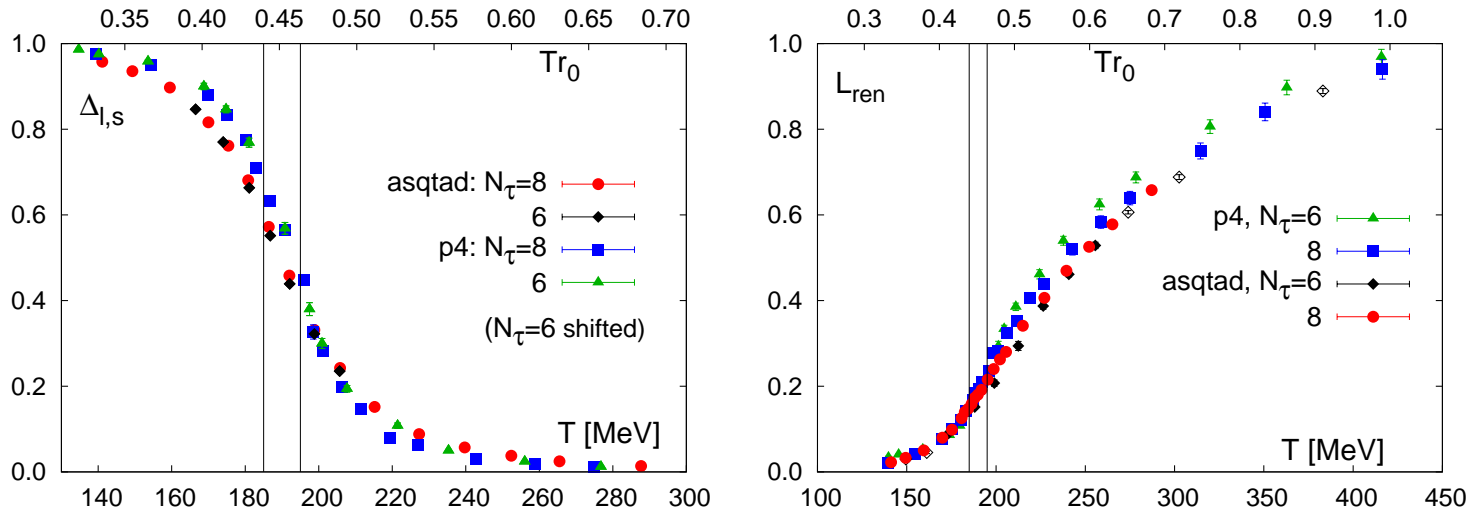 0.35 0.40 0.45 0.50 0.55 0.60 0.65 0.70
1.0
0.8
0.6
0.4
0.2
0.0
Tr0
Δl,s
asqtad: Nτ=8
6
p4: Nτ=8
6
(Nτ=6 shifted)
T [MeV]
140 160 180 200 220 240 260 280 300
0.3 0.4 0.5 0.6 0.7 0.8 0.9 1.0
1.0
0.8
0.6
0.4
0.2
0.0
Tr0
Lren
p4, Nτ=6
8
asqtad, Nτ=6
8
T [MeV]
100 150 200 250 300 350 400 450